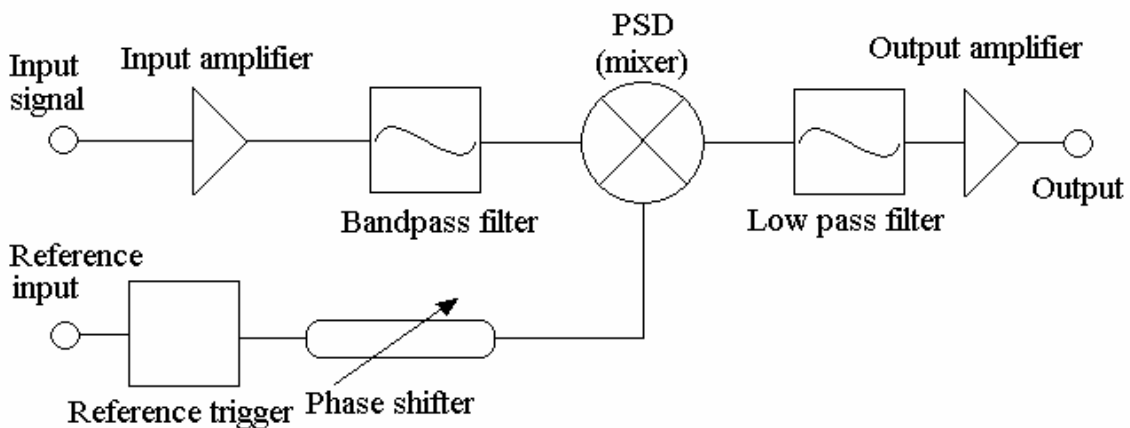 Input
signal
Input amplifier
Bandpass filter
PSD
(mixer)
Low pass filter
Output amplifier
Output
Reference
input
Reference trigger
Phase shifter